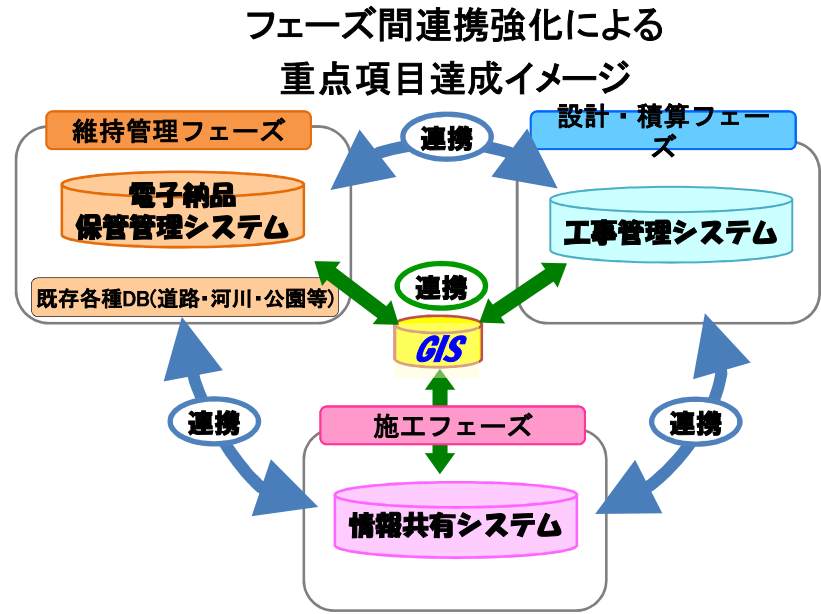 フェーズ間連携強化による
重点項目達成イメージ
維持管理フェーズ
連携
設計・積算フェー
ズ
電子納品
保管管理システム
工事管理システム
既存各種DB(道路・河川・公園等)
連携
GIS
連携
施工フェーズ
連携
情報共有システム